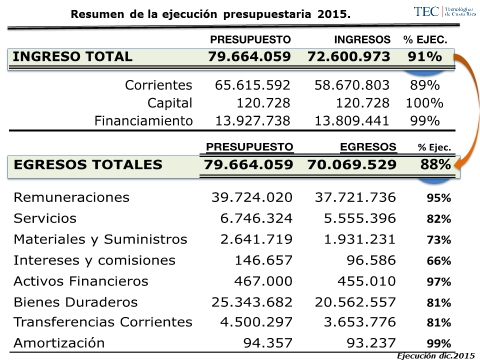 Resumen de la ejecución presupuestaria 2015.
TEC Tecnológico de Costa Rica
PRESUPUESTO INGRESOS % EJEC.
INGRESO TOTAL 79.664.059 72.600.973 91%
Corrientes 65.615.592 58.670.803 89%
Capital 120.728 120.728 100%
Financiamiento 13.927.738 13.809.441 99%
PRESUPUESTO EGRESOS % Ejec.
EGRESOS TOTALES 79.664.059 70.069.529 88%
Remuneraciones 39.724.020 37.721.736 95%
Servicios 6.746.324 5.555.396 82%
Materiales y Suministros 2.641.719 1.931.231 73%
Intereses y comisiones 146.657 96.586 66%
Activos Financieros 467.000 455.010 97%
Bienes Duraderos 25.343.682 20.562.557 81%
Transferencias Corrientes 4.500.297 3.653.776 81%
Amortización 94.357 93.237 99%
Ejecución dic.2015